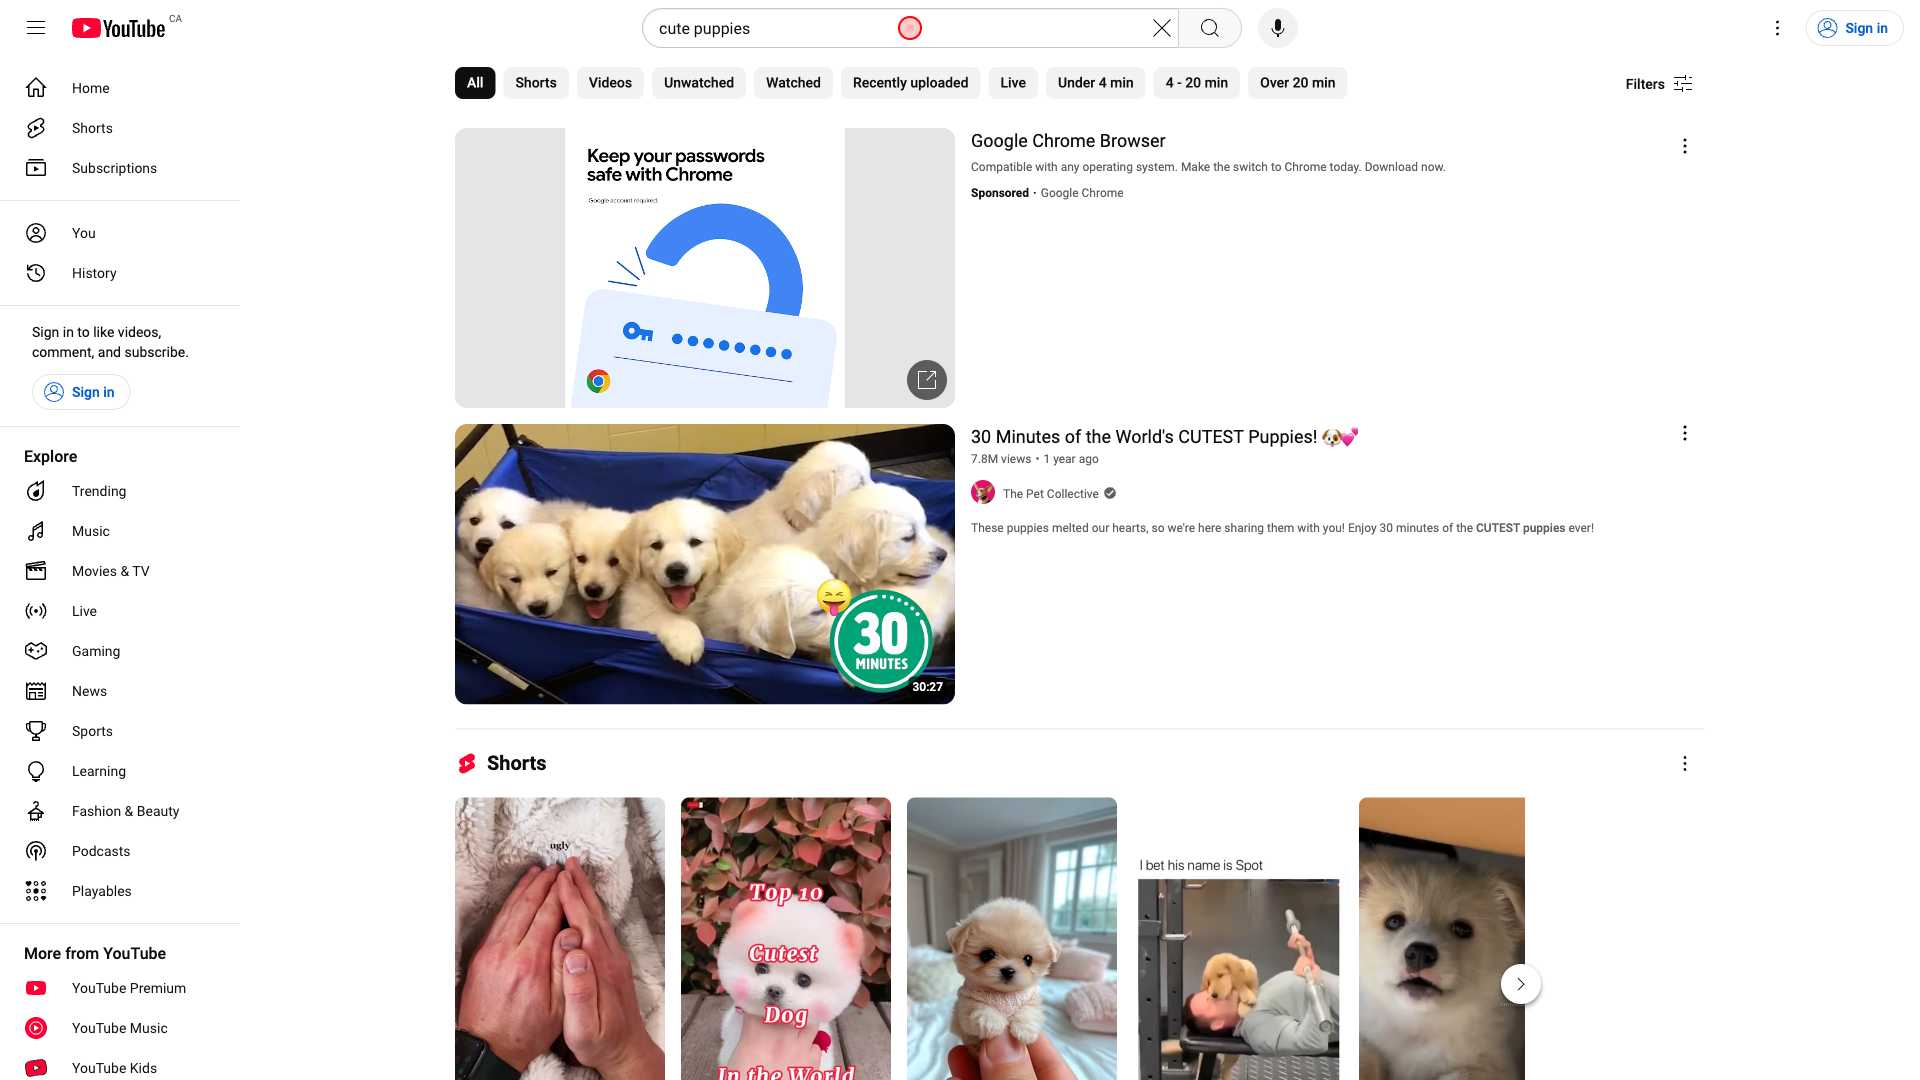 YouTube CA
cute puppies
Sign in
Home
Shorts
Subscriptions
You
History
Sign in to like videos,
comment, and subscribe.
Sign in
Explore
Trending
Music
Movies & TV
Live
Gaming
News
Sports
Learning
Fashion & Beauty
Podcasts
Playables
More from YouTube
YouTube Premium
YouTube Music
YouTube Kids
All Shorts Videos Unwatched Watched Recently uploaded Live Under 4 min 4 - 20 min Over 20 min Filters
Keep your passwords
safe with Chrome
Google account required
Google Chrome Browser
Compatible with any operating system. Make the switch to Chrome today. Download now.
Sponsored · Google Chrome
30
MINUTES
30:27
30 Minutes of the World's CUTEST Puppies! 🐶💕
7.8M views • 1 year ago
The Pet Collective
These puppies melted our hearts, so we're here sharing them with you! Enjoy 30 minutes of the CUTEST puppies ever!
Shorts
ugly
Top 10
Cutest
Dog
In the World
I bet his name is Spot